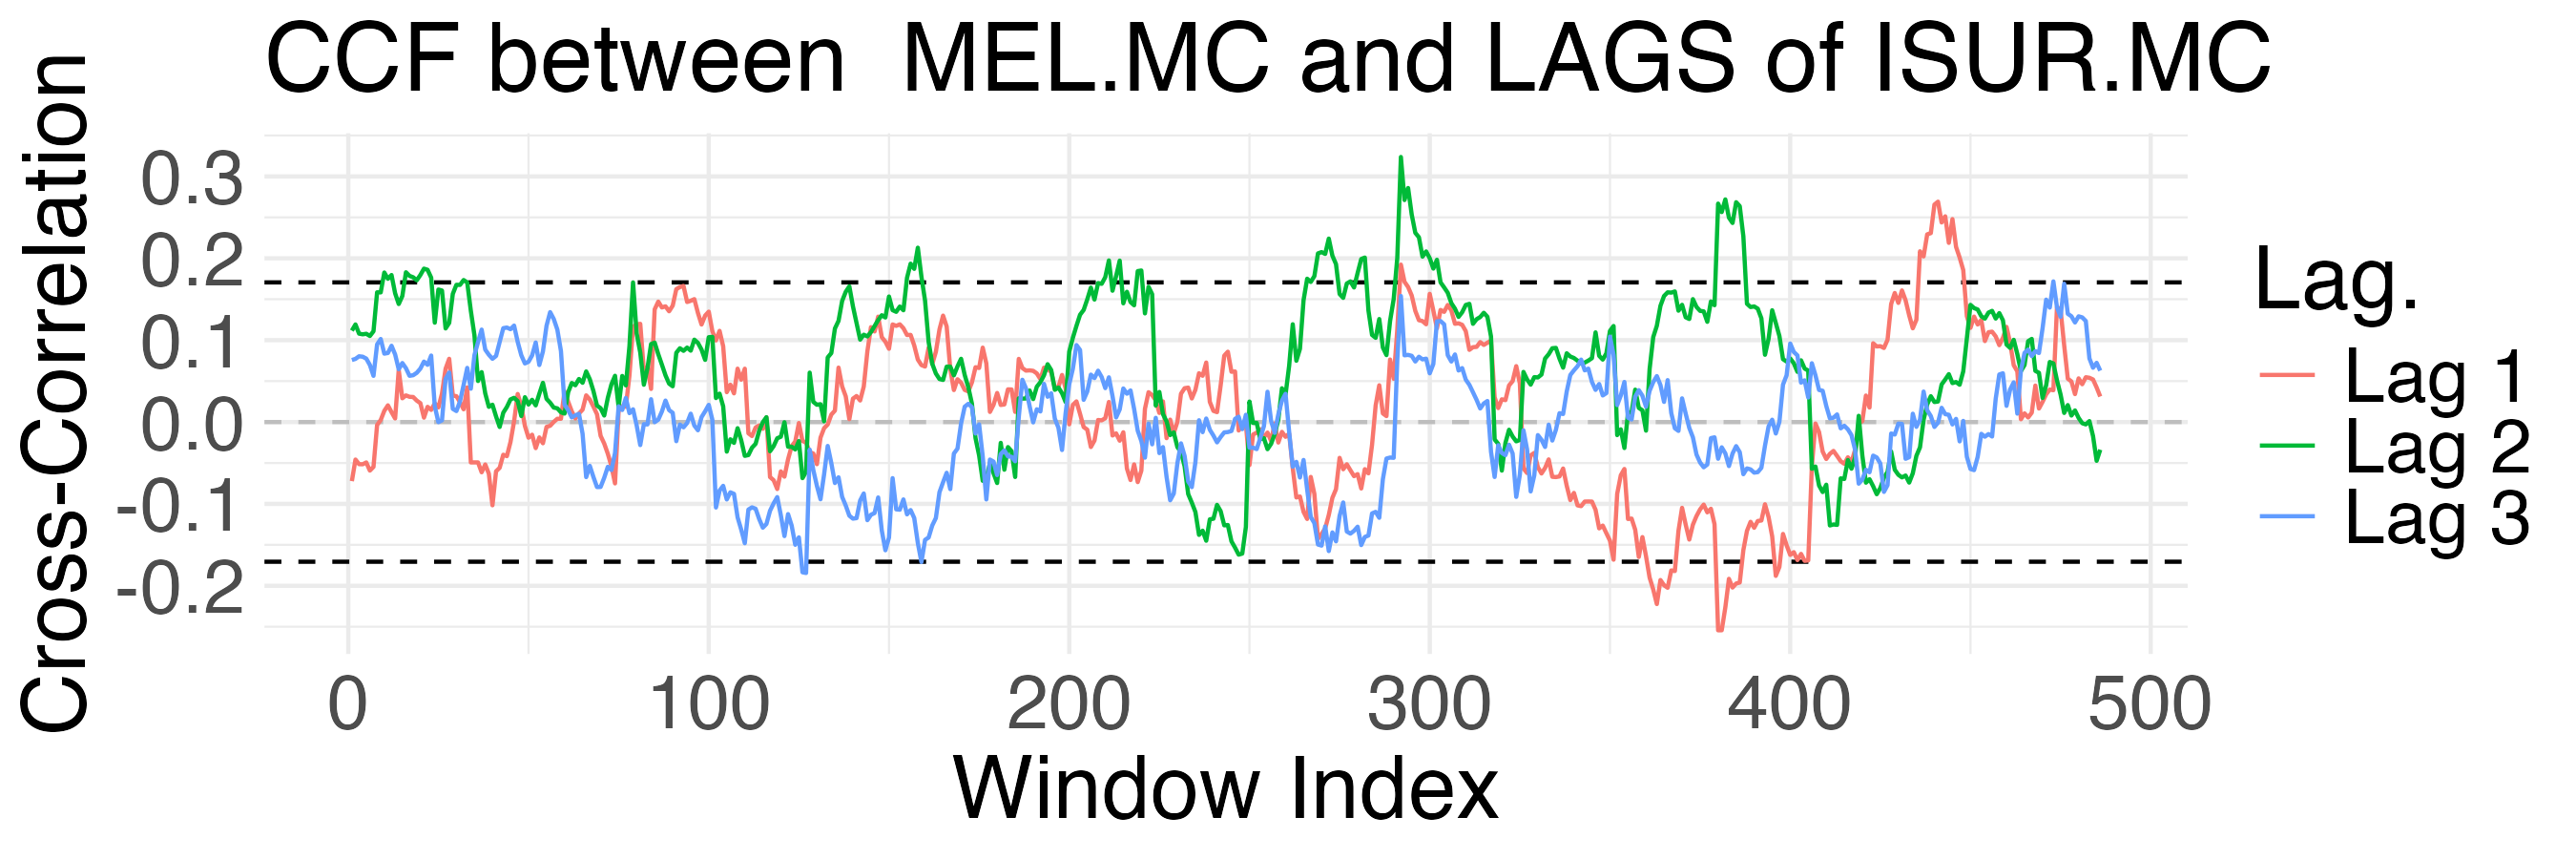 CCF between  MEL.MC and LAGS of ISUR.MC
Cross-Correlation
0.3
0.2
0.1
0.0
-0.1
-0.2
0 100 200 300 400 500
Window Index
Lag.
Lag 1
Lag 2
Lag 3